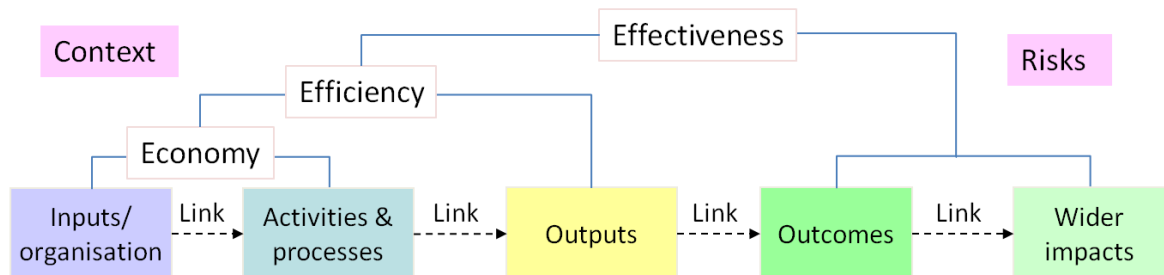 Effectiveness
Context
Risks
Efficiency
Economy
Inputs/
organisation
Link
Activities &
processes
Link
Outputs
Link
Outcomes
Link
Wider
impacts